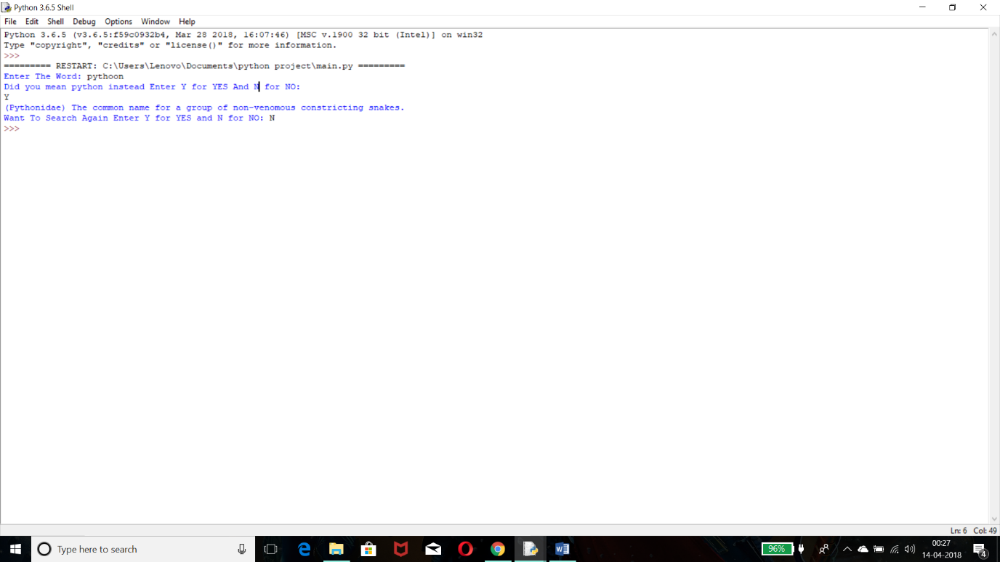 Python 3.6.5 Shell
File Edit Shell Debug Options Window Help
Python 3.6.5 (v3.6.5:f59c0932b4, Mar 28 2018, 16:07:46) [MSC v.1900 32 bit (Intel)] on win32
Type "copyright", "credits" or "license()" for more information.
>>>
========= RESTART: C:\Users\Lenovo\Documents\python project\main.py =========
Enter The Word: pythoon
Did you mean python instead Enter Y for YES And N for NO:
Y
(Pythonidae) The common name for a group of non-venomous constricting snakes.
Want To Search Again Enter Y for YES and N for NO: N
>>>
Ln: 6 Col: 49
Type here to search
96%
00:27
14-04-2018
4